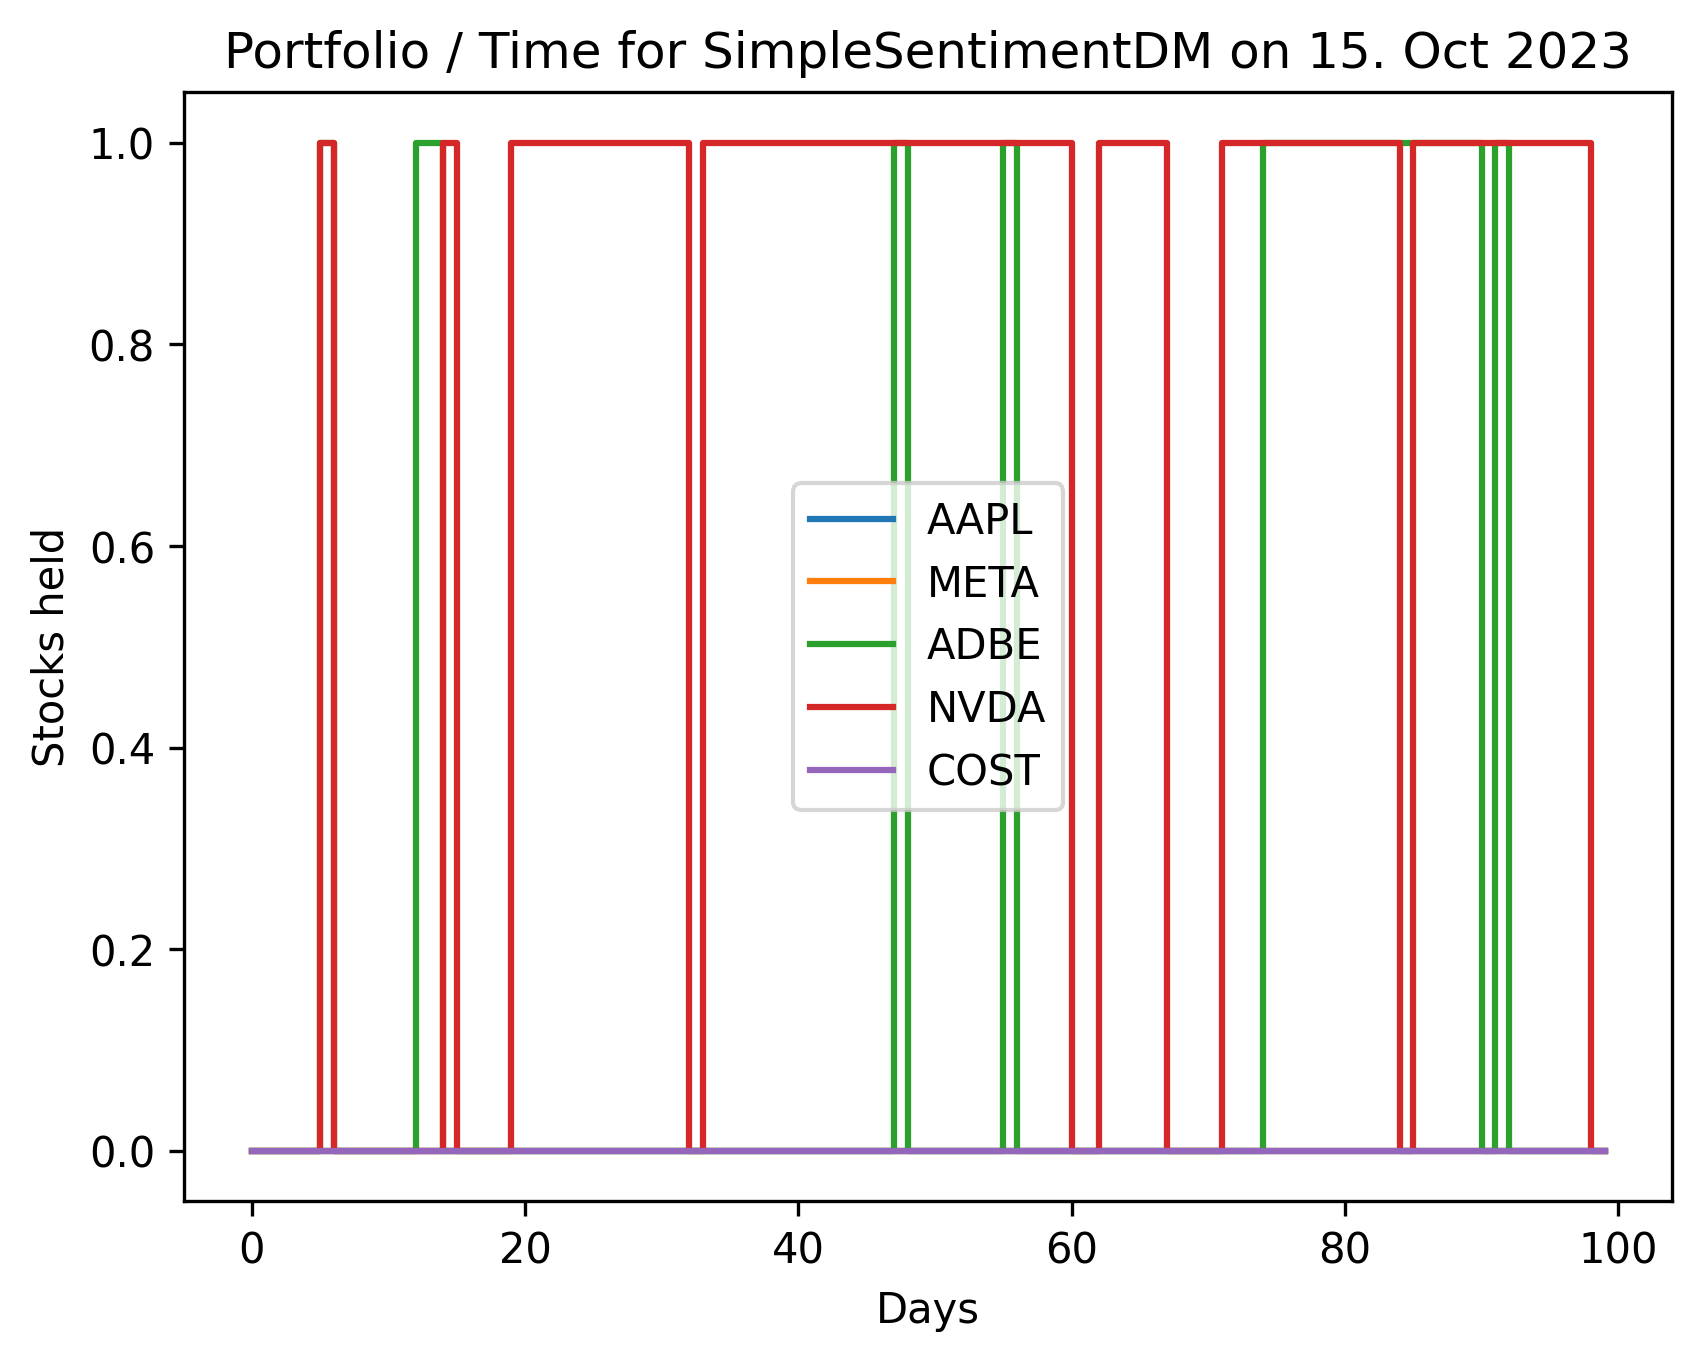 Portfolio / Time for SimpleSentimentDM on 15. Oct 2023
1.0
0.8
0.6
0.4
0.2
0.0
Stocks held
AAPL
META
ADBE
NVDA
COST
0 20 40 60 80 100
Days